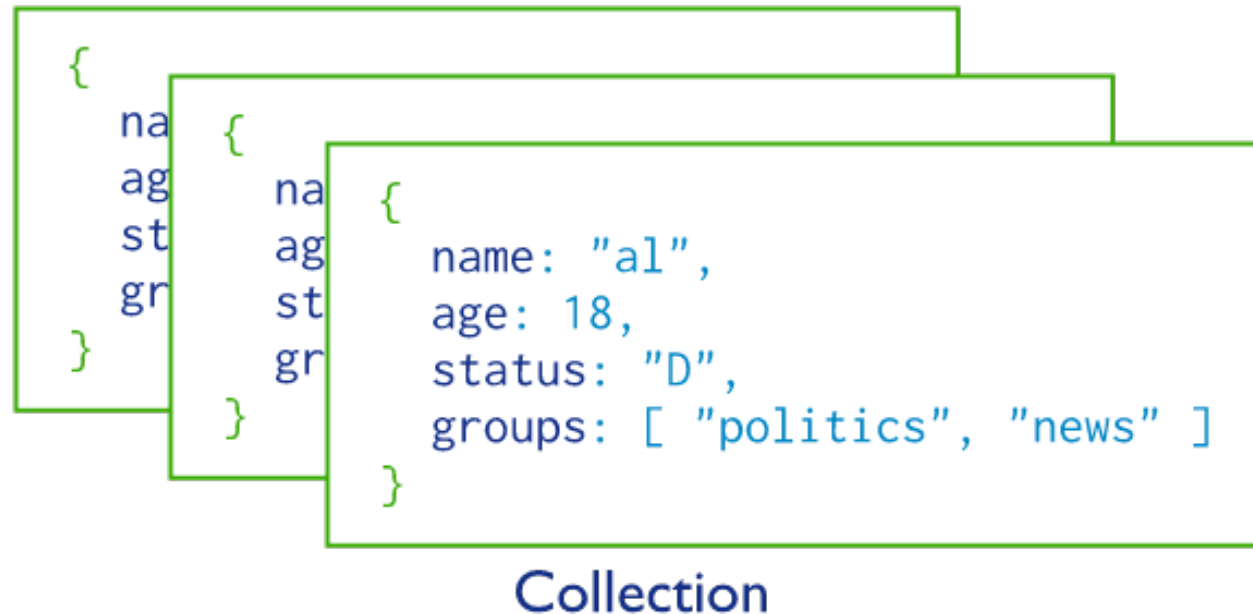 {
na
ag
st
gr
}
{
na
ag
st
gr
}
{
name: "al",
age: 18,
status: "D",
groups: [ "politics", "news" ]
}
Collection